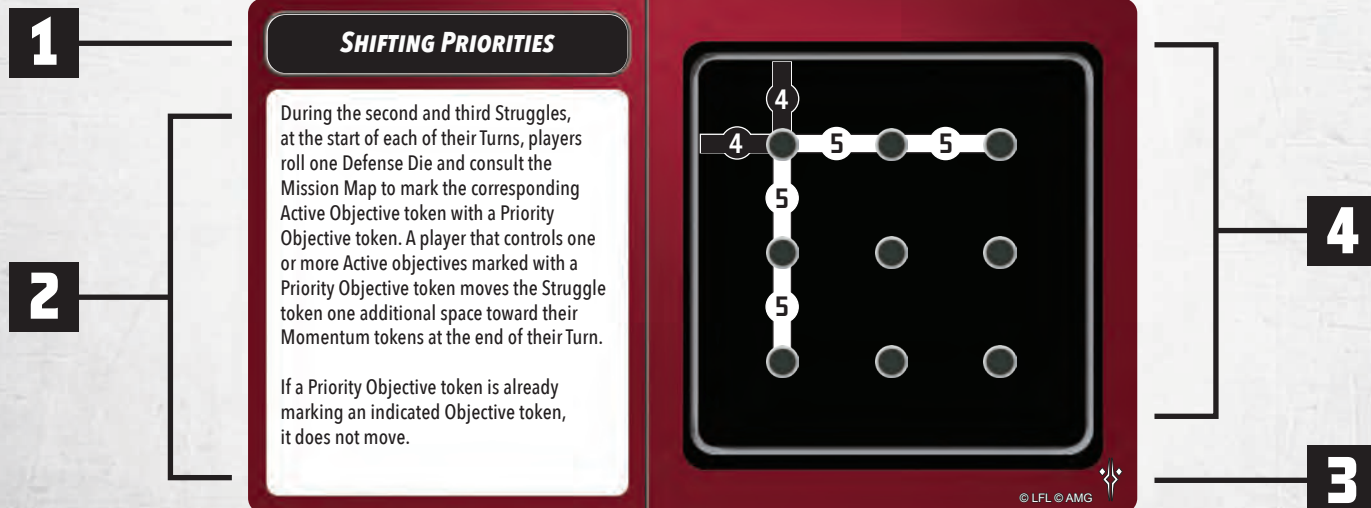 1
SHIFTING PRIORITIES
During the second and third Struggles,
at the start of each of their Turns, players
roll one Defense Die and consult the
Mission Map to mark the corresponding
Active Objective token with a Priority
Objective token. A player that controls one
or more Active objectives marked with a
Priority Objective token moves the Struggle
token one additional space toward their
Momentum tokens at the end of their Turn.
If a Priority Objective token is already
marking an indicated Objective token,
it does not move.
2
4
4 5 5
5
5
4
3
© LFL © AMG